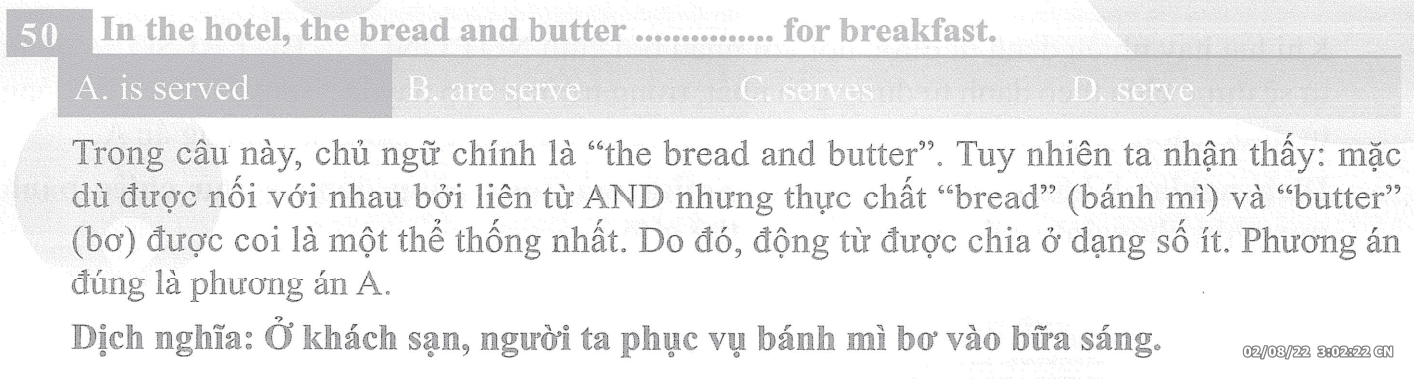 50 In the hotel, the bread and butter ............... for breakfast.
A. is served B. are serve C. serves D. serve
Trong câu này, chủ ngữ chính là “the bread and butter”. Tuy nhiên ta nhận thấy: mặc
dù được nối với nhau bởi liên từ AND nhưng thực chất “bread” (bánh mì) và “butter”
(bơ) được coi là một thể thống nhất. Do đó, động từ được chia ở dạng số ít. Phương án
đúng là phương án A.
Dịch nghĩa: Ở khách sạn, người ta phục vụ bánh mì bơ vào bữa sáng.
02/08/22 3:02:22 CN